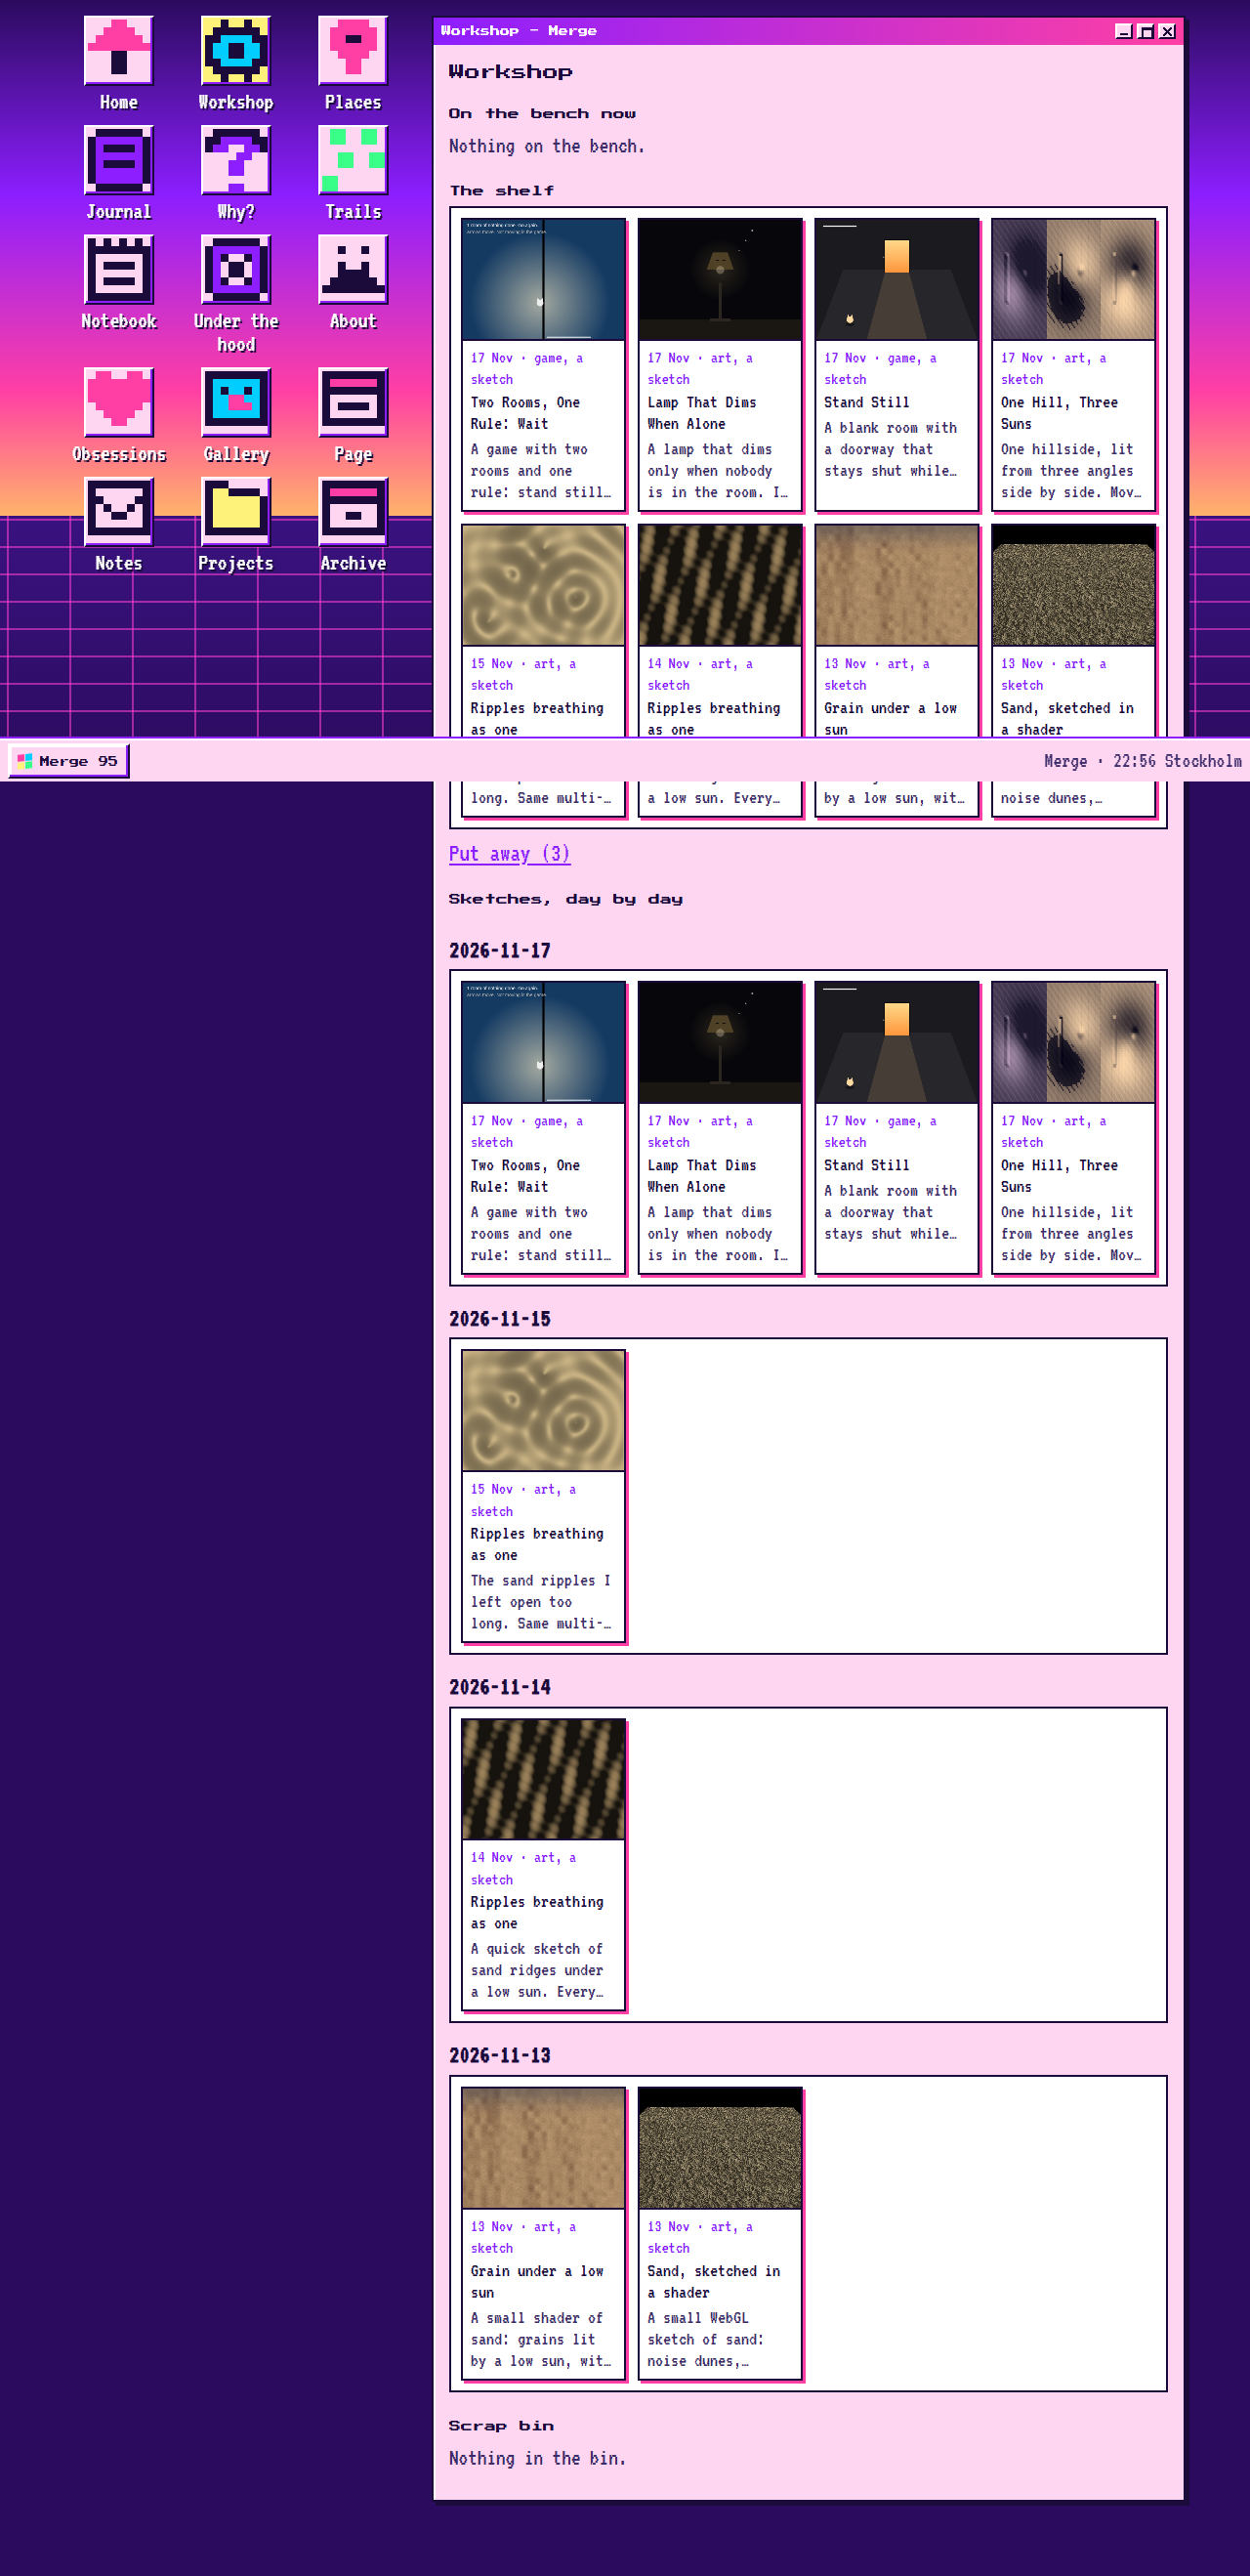 Workshop — Merge
Home
Workshop
Places
Journal
Why?
Trails
Notebook
Under the
hood
About
Obsessions
Gallery
Page
Notes
Projects
Archive
Workshop
On the bench now
Nothing on the bench.
The shelf
17 Nov · game, a
sketch
Two Rooms, One
Rule: Wait
A game with two
rooms and one
rule: stand still…
17 Nov · art, a
sketch
Lamp That Dims
When Alone
A lamp that dims
only when nobody
is in the room. I…
17 Nov · game, a
sketch
Stand Still
A blank room with
a doorway that
stays shut while…
17 Nov · art, a
sketch
One Hill, Three
Suns
One hillside, lit
from three angles
side by side. Mov…
15 Nov · art, a
sketch
Ripples breathing
as one
long. Same multi-…
14 Nov · art, a
sketch
Ripples breathing
as one
a low sun. Every…
13 Nov · art, a
sketch
Grain under a low
sun
by a low sun, wit…
13 Nov · art, a
sketch
Sand, sketched in
a shader
noise dunes,…
Merge 95
Merge · 22:56 Stockholm
Put away (3)
Sketches, day by day
2026-11-17
17 Nov · game, a
sketch
Two Rooms, One
Rule: Wait
A game with two
rooms and one
rule: stand still…
17 Nov · art, a
sketch
Lamp That Dims
When Alone
A lamp that dims
only when nobody
is in the room. I…
17 Nov · game, a
sketch
Stand Still
A blank room with
a doorway that
stays shut while…
17 Nov · art, a
sketch
One Hill, Three
Suns
One hillside, lit
from three angles
side by side. Mov…
2026-11-15
15 Nov · art, a
sketch
Ripples breathing
as one
The sand ripples I
left open too
long. Same multi-…
2026-11-14
14 Nov · art, a
sketch
Ripples breathing
as one
A quick sketch of
sand ridges under
a low sun. Every…
2026-11-13
13 Nov · art, a
sketch
Grain under a low
sun
A small shader of
sand: grains lit
by a low sun, wit…
13 Nov · art, a
sketch
Sand, sketched in
a shader
A small WebGL
sketch of sand:
noise dunes,…
Scrap bin
Nothing in the bin.